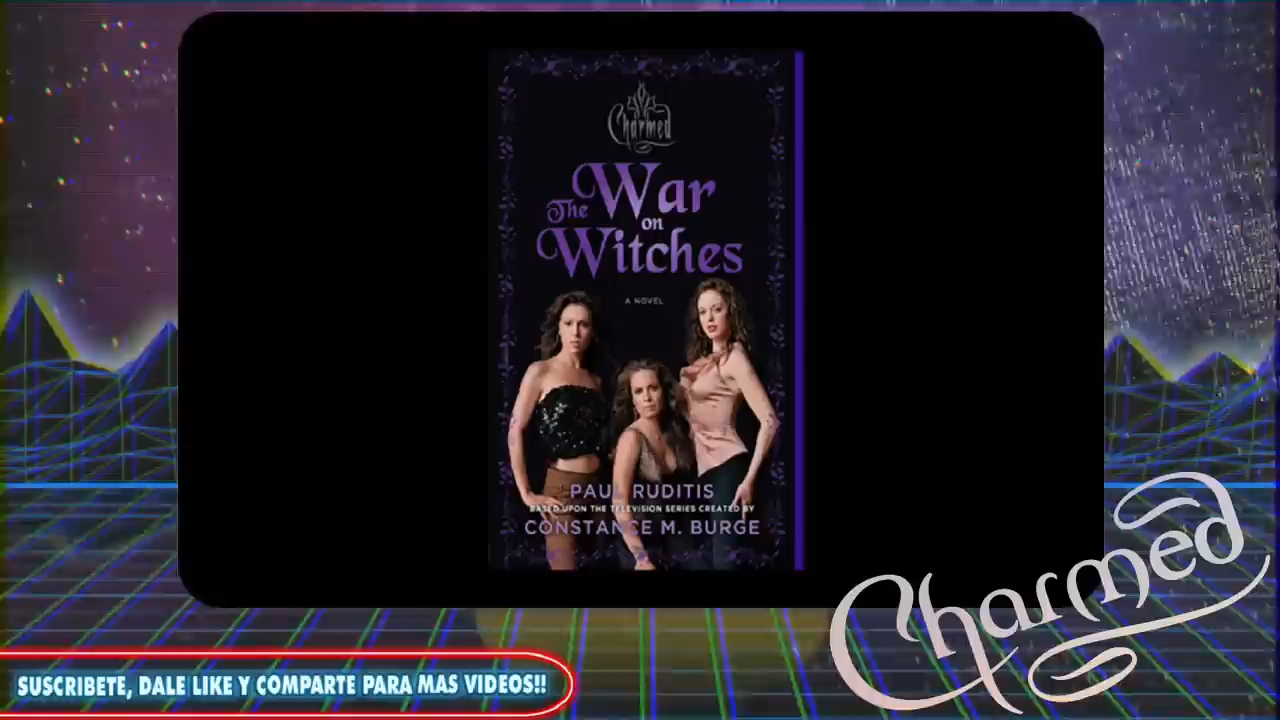 Charmed
The War
on
Witches
A NOVEL
PAUL RUDITIS
BASED UPON THE TELEVISION SERIES CREATED BY
CONSTANCE M. BURGE
Charmed
SUSCRIBETE, DALE LIKE Y COMPARTE PARA MAS VIDEOS!!